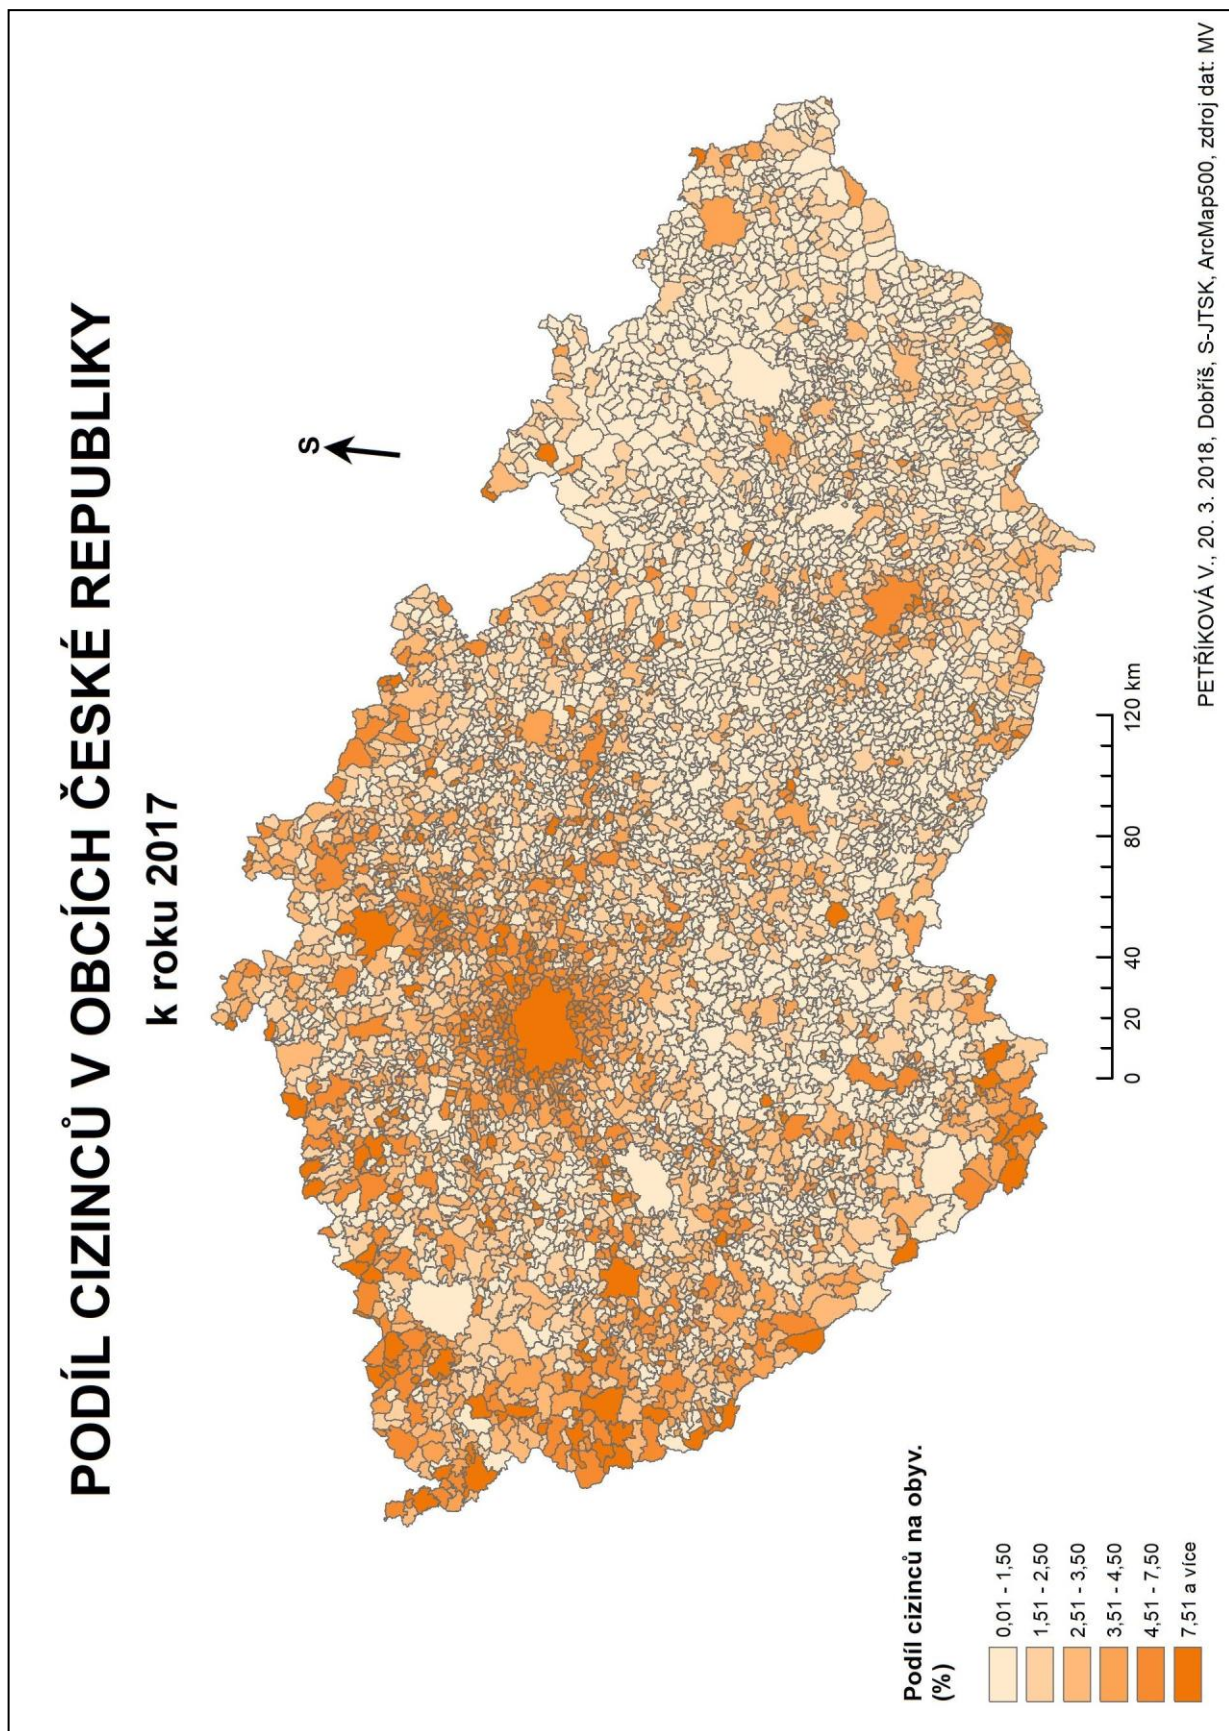 PODÍL CIZINCŮ V OBCÍCH ČESKÉ REPUBLIKY
k roku 2017
S
Podíl cizinců na obyv.
(%)
0,01 - 1,50
1,51 - 2,50
2,51 - 3,50
3,51 - 4,50
4,51 - 7,50
7,51 a více
0 20 40 80 120 km
PETŘÍKOVÁ V., 20. 3. 2018, Dobříš, S-JTSK, ArcMap500, zdroj dat: MV